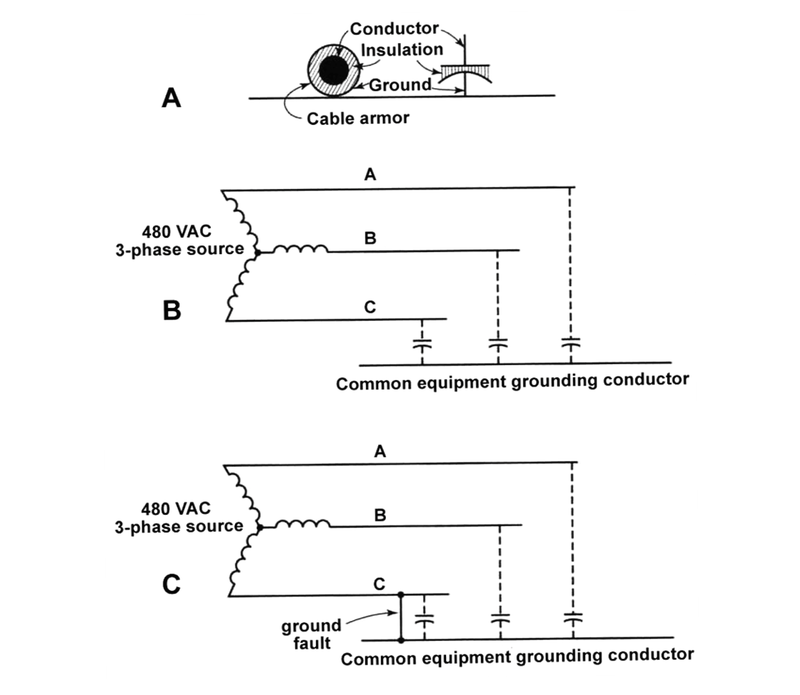 Conductor
Insulation
Ground
A
Cable armor
A
480 VAC
3-phase source
B
B
C
Common equipment grounding conductor
A
480 VAC
3-phase source
B
C
C
ground
fault
Common equipment grounding conductor